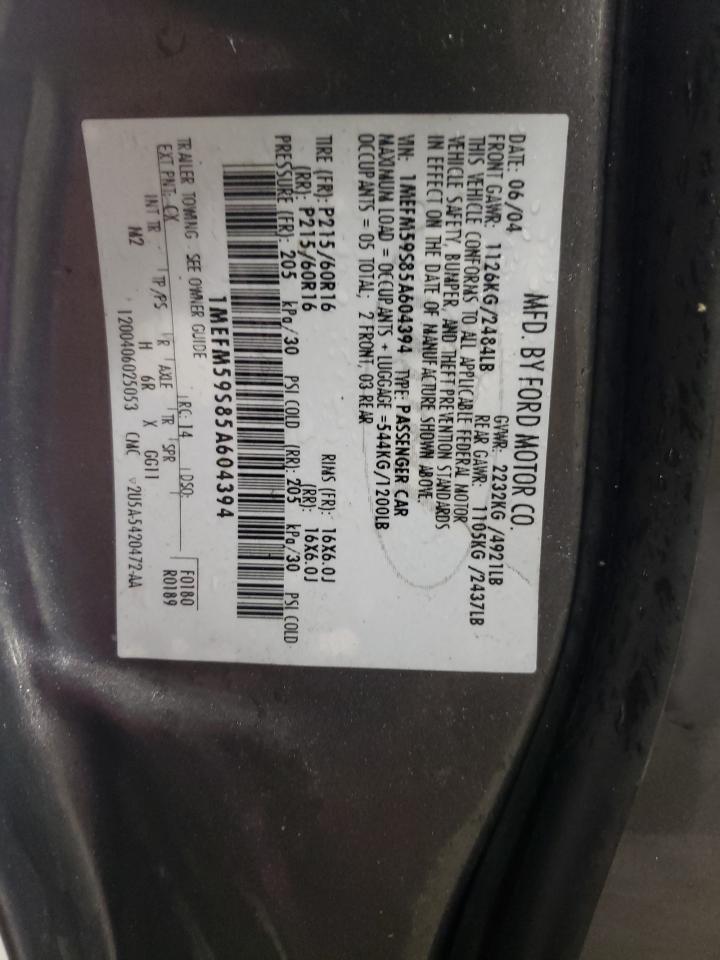 MFD. BY FORD MOTOR CO.
DATE: 06/04 GVWR: 2232KG /4921LB
FRONT GAWR: 1126KG/2484LB REAR GAWR: 1105KG /2437LB
THIS VEHICLE CONFORMS TO ALL APPLICABLE FEDERAL MOTOR
VEHICLE SAFETY, BUMPER, AND THEFT PREVENTION STANDARDS
IN EFFECT ON THE DATE OF MANUFACTURE SHOWN ABOVE.
VIN: 1MEFM59S85A604394 TYPE: PASSENGER CAR
MAXIMUM LOAD = OCCUPANTS + LUGGAGE =544KG/1200LB
OCCUPANTS = 05 TOTAL; 2 FRONT, 03 REAR
TIRE (FR): P215/60R16 RIMS (FR): 16X6.0J
(RR): P215/60R16 (RR): 16X6.0J
PRESSURE (FR): 205 kPa/30 PSI COLD (RR): 205 kPa/30 PSI COLD
1MEFM59S85A604394
TRAILER TOWING - SEE OWNER GUIDE
EXT PNT: CX RC: 14 DSO: F0180
R0189
INT TR TP/PS R AXLE TR SPR
M2 H 6R X GG11
1200406025053 CMC 2U5A5420472-AA